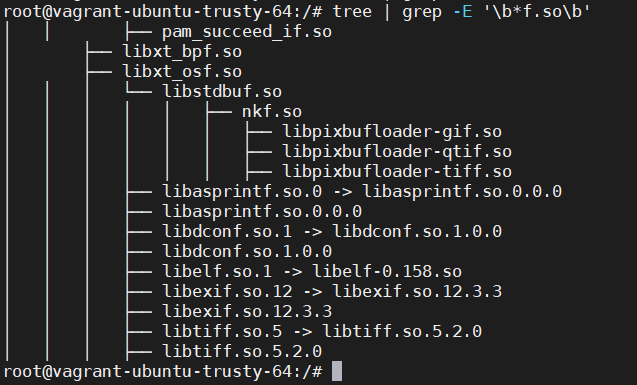 root@vagrant-ubuntu-trusty-64:/# tree | grep -E '\b*f.so\b'
│   │       ├── pam_succeed_if.so
│       ├── libxt_bpf.so
│       ├── libxt_osf.so
│   │   │   └── libstdbuf.so
│   │   │   │   │   ├── nkf.so
│   │   │   │   │   │   ├── libpixbufloader-gif.so
│   │   │   │   │   │   ├── libpixbufloader-qtif.so
│   │   │   │   │   │   ├── libpixbufloader-tiff.so
│   │   │   ├── libasprintf.so.0 -> libasprintf.so.0.0.0
│   │   │   ├── libasprintf.so.0.0.0
│   │   │   ├── libdconf.so.1 -> libdconf.so.1.0.0
│   │   │   ├── libdconf.so.1.0.0
│   │   │   ├── libelf.so.1 -> libelf-0.158.so
│   │   │   ├── libexif.so.12 -> libexif.so.12.3.3
│   │   │   ├── libexif.so.12.3.3
│   │   │   ├── libtiff.so.5 -> libtiff.so.5.2.0
│   │   │   ├── libtiff.so.5.2.0
root@vagrant-ubuntu-trusty-64:/#